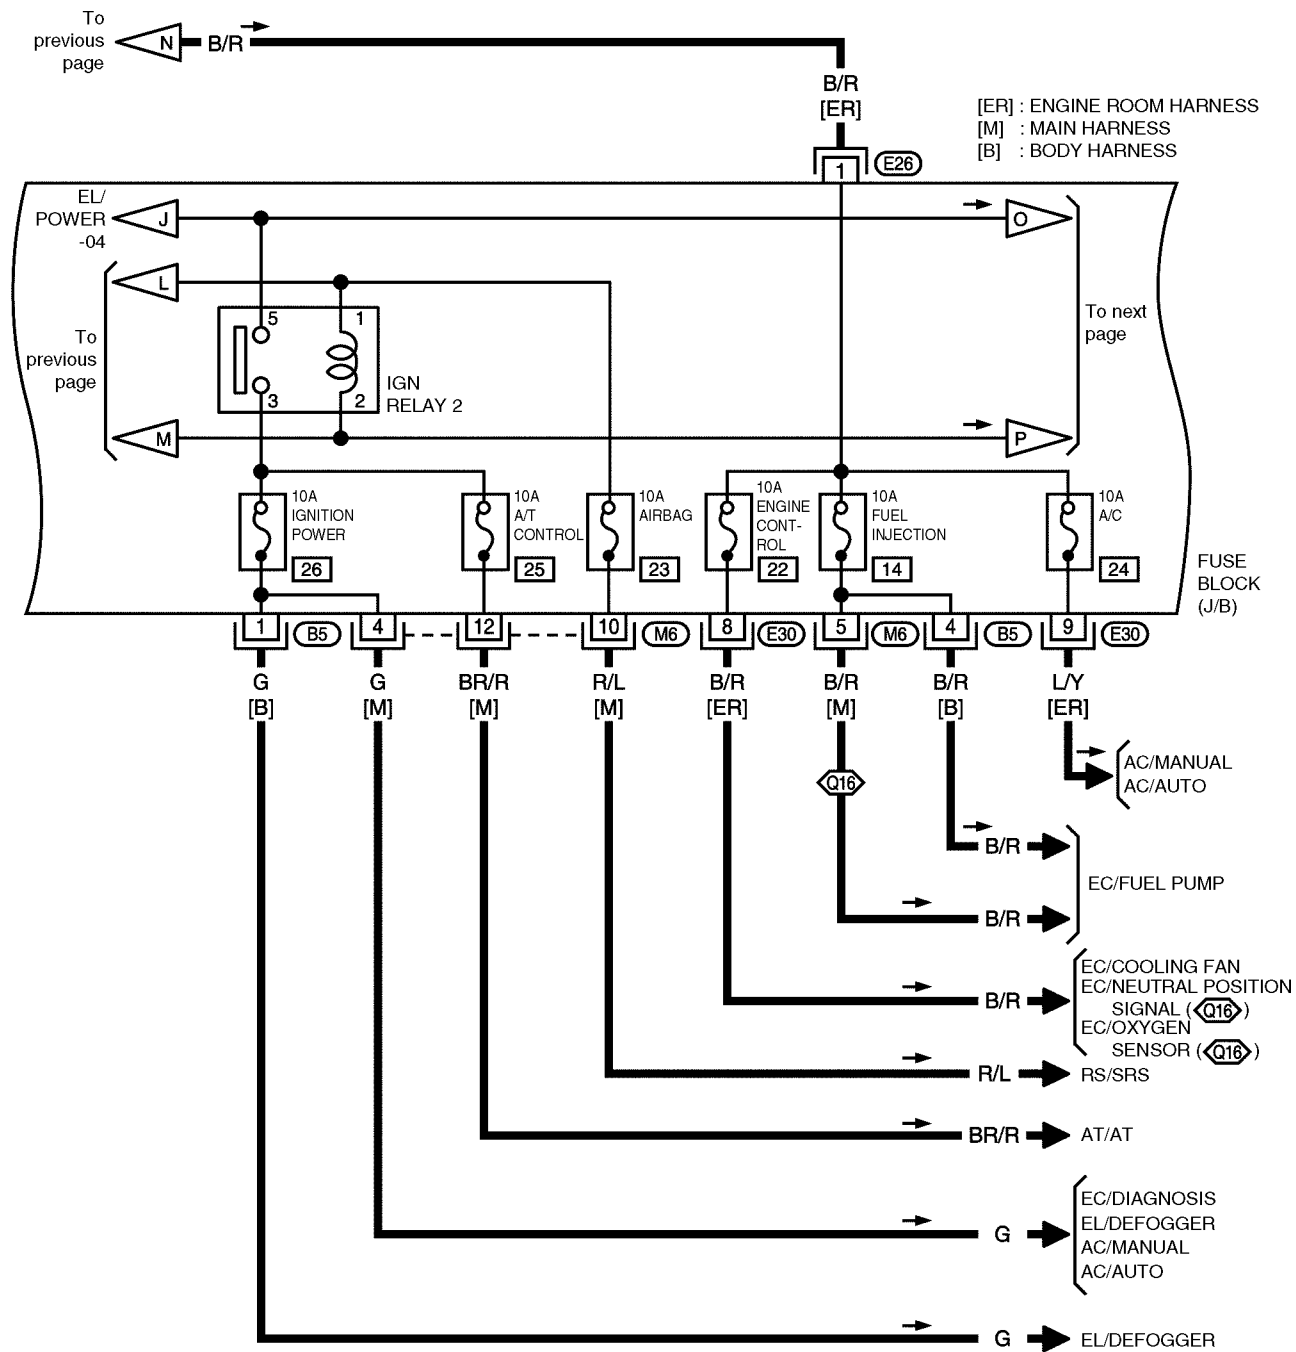 To
previous
page
N
B/R
B/R
[ER]
[ER] : ENGINE ROOM HARNESS
[M] : MAIN HARNESS
[B] : BODY HARNESS
1
E26
EL/
POWER
-04
J
O
L
To
previous
page
To next
page
5
1
3
2
IGN
RELAY 2
M
P
10A
IGNITION
POWER
26
10A
A/T
CONTROL
25
10A
AIRBAG
23
10A
ENGINE
CONT-
ROL
22
10A
FUEL
INJECTION
14
10A
A/C
24
FUSE
BLOCK
(J/B)
1
B5
4
12
10
M6
8
E30
5
M6
4
B5
9
E30
G
[B]
G
[M]
BR/R
[M]
R/L
[M]
B/R
[ER]
B/R
[M]
B/R
[B]
L/Y
[ER]
AC/MANUAL
AC/AUTO
Q16
B/R
EC/FUEL PUMP
B/R
EC/COOLING FAN
EC/NEUTRAL POSITION
SIGNAL (Q16)
EC/OXYGEN
SENSOR (Q16)
B/R
R/L
RS/SRS
BR/R
AT/AT
EC/DIAGNOSIS
EL/DEFOGGER
AC/MANUAL
AC/AUTO
G
G
EL/DEFOGGER